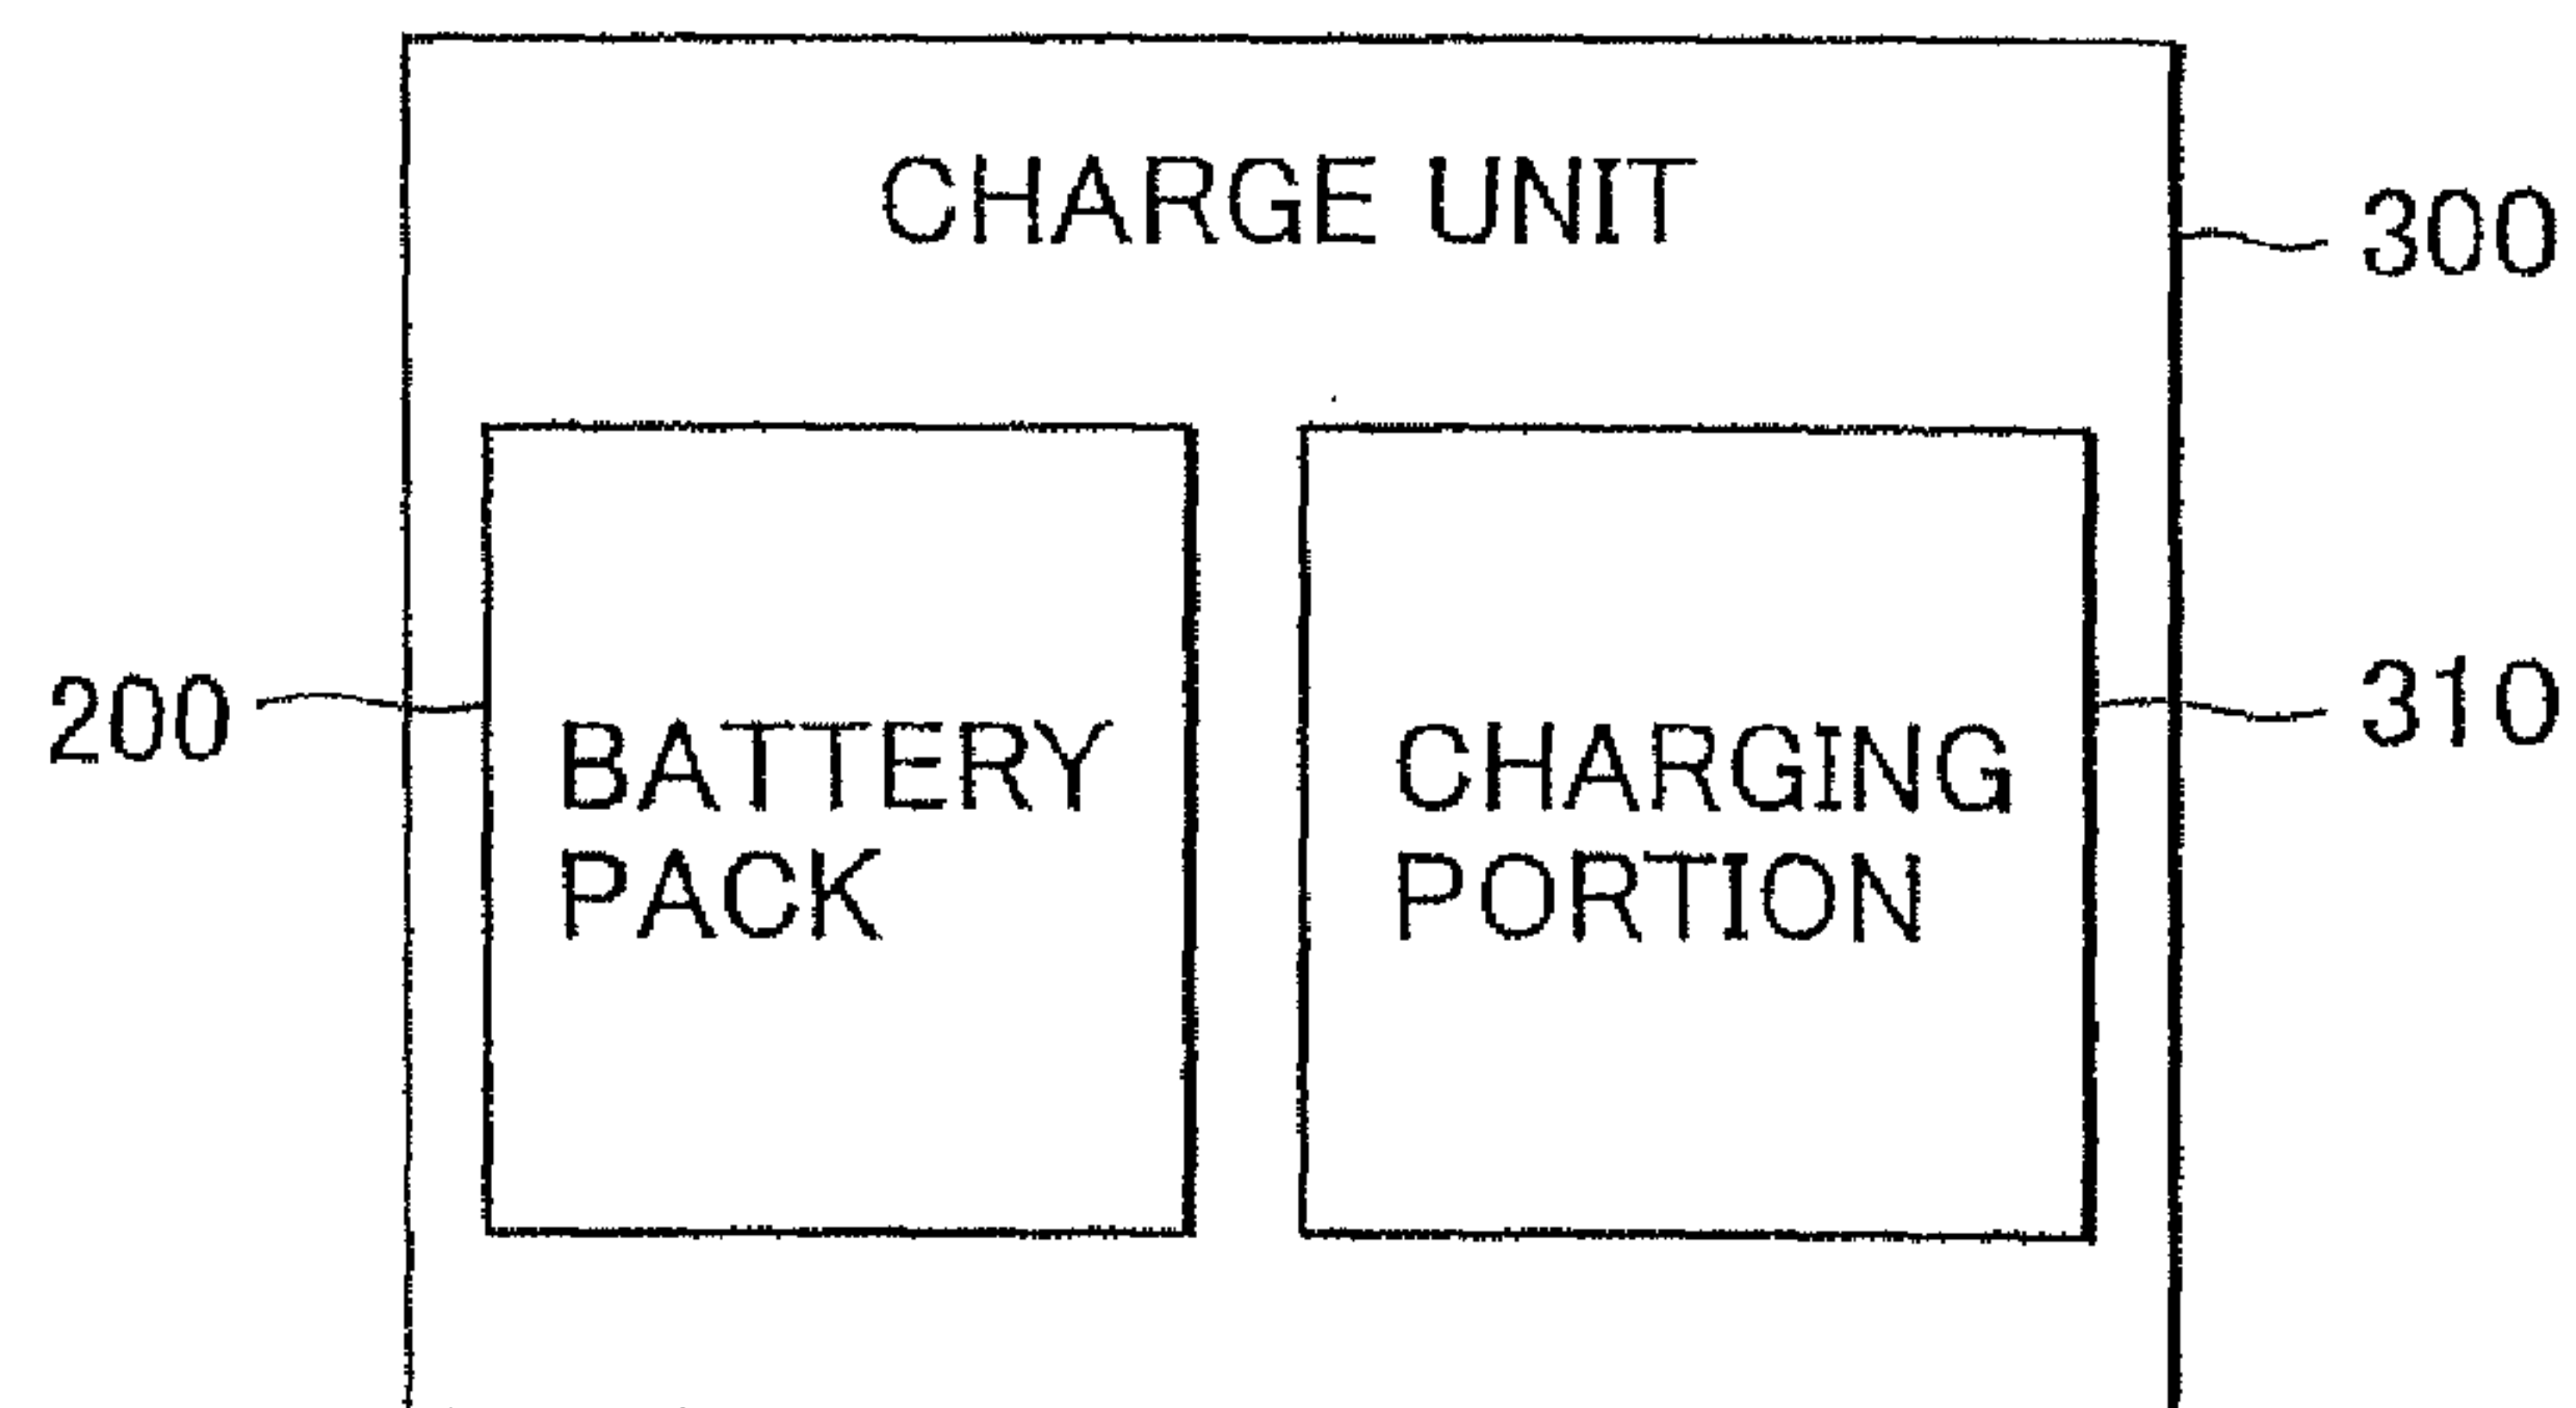 CHARGE UNIT
300
200
BATTERY
PACK
CHARGING
PORTION
310